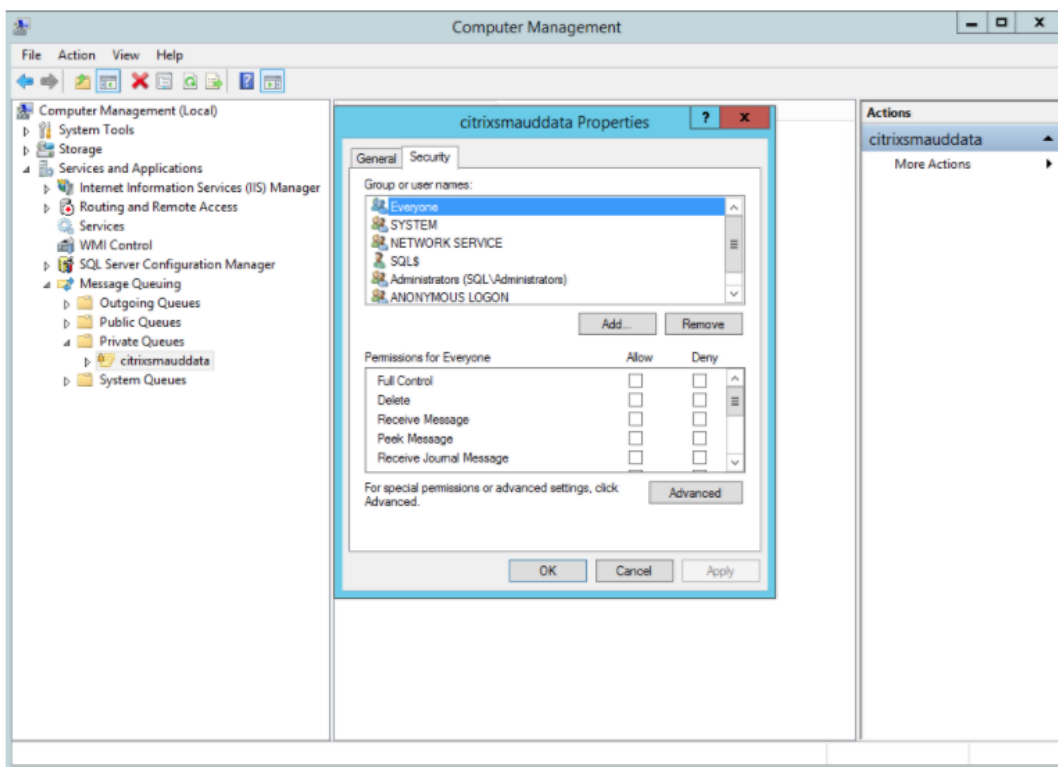 Computer Management
File Action View Help
Computer Management (Local)
System Tools
Storage
Services and Applications
Internet Information Services (IIS) Manager
Routing and Remote Access
Services
WMI Control
SQL Server Configuration Manager
Message Queuing
Outgoing Queues
Public Queues
Private Queues
citrixsmauddata
System Queues
citrixsmauddata Properties
? x
General Security
Group or user names:
Everyone
SYSTEM
NETWORK SERVICE
SQL$
Administrators (SQL\Administrators)
ANONYMOUS LOGON
Add... Remove
Permissions for Everyone Allow Deny
Full Control
Delete
Receive Message
Peek Message
Receive Journal Message
For special permissions or advanced settings, click
Advanced.
Advanced
OK Cancel Apply
Actions
citrixsmauddata
More Actions